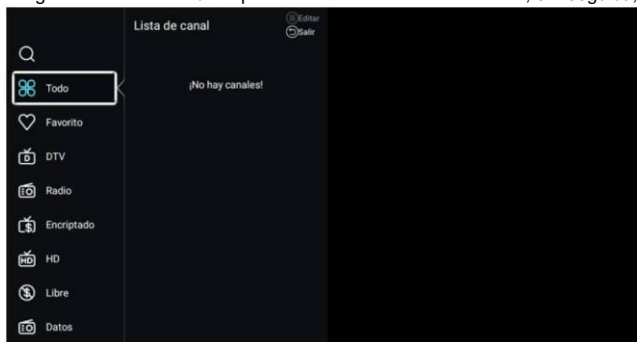 Lista de canal
Editar
Salir
Todo
¡No hay canales!
Favorito
DTV
Radio
Encriptado
HD
Libre
Datos